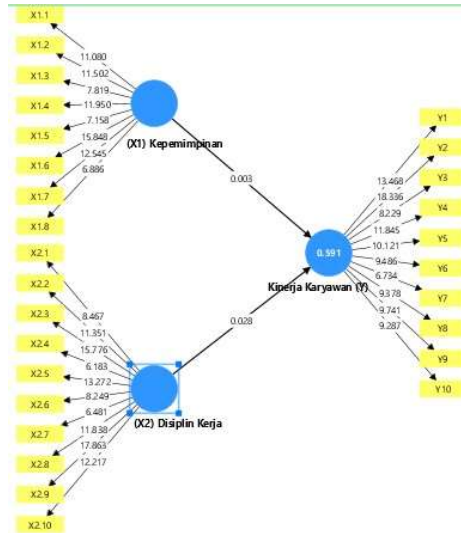 X1.1
X1.2
X1.3
X1.4
X1.5
X1.6
X1.7
X1.8
11.080
11.502
7.819
11.950
7.158
15.848
12.545
6.886
(X1) Kepemimpinan
0.003
X2.1
X2.2
X2.3
X2.4
X2.5
X2.6
X2.7
X2.8
X2.9
X2.10
8.467
11.351
15.776
6.183
13.272
8.249
6.481
11.838
17.863
12.217
(X2) Disiplin Kerja
0.028
0.591
Kinerja Karyawan (Y)
13.468
18.336
8.229
11.845
10.121
9.486
6.734
9.378
9.741
9.287
Y1
Y2
Y3
Y4
Y5
Y6
Y7
Y8
Y9
Y10